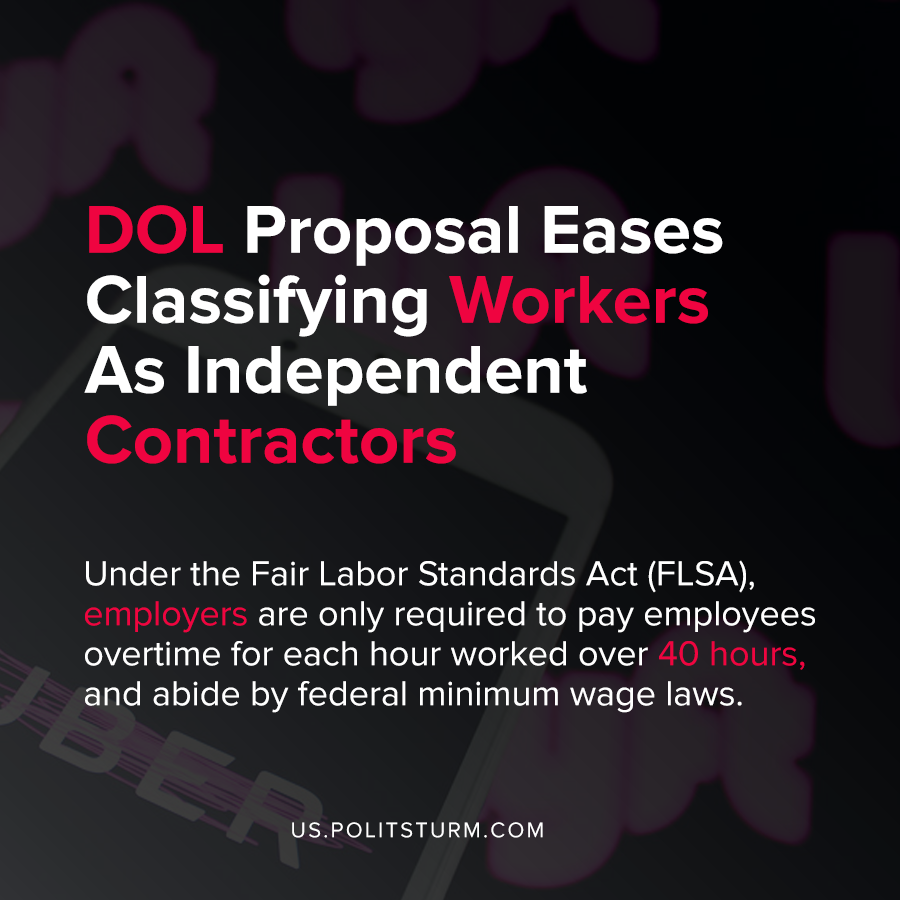 DOL Proposal Eases
Classifying Workers
As Independent
Contractors
Under the Fair Labor Standards Act (FLSA),
employers are only required to pay employees
overtime for each hour worked over 40 hours,
and abide by federal minimum wage laws.
UBER
US.POLITSTURM.COM